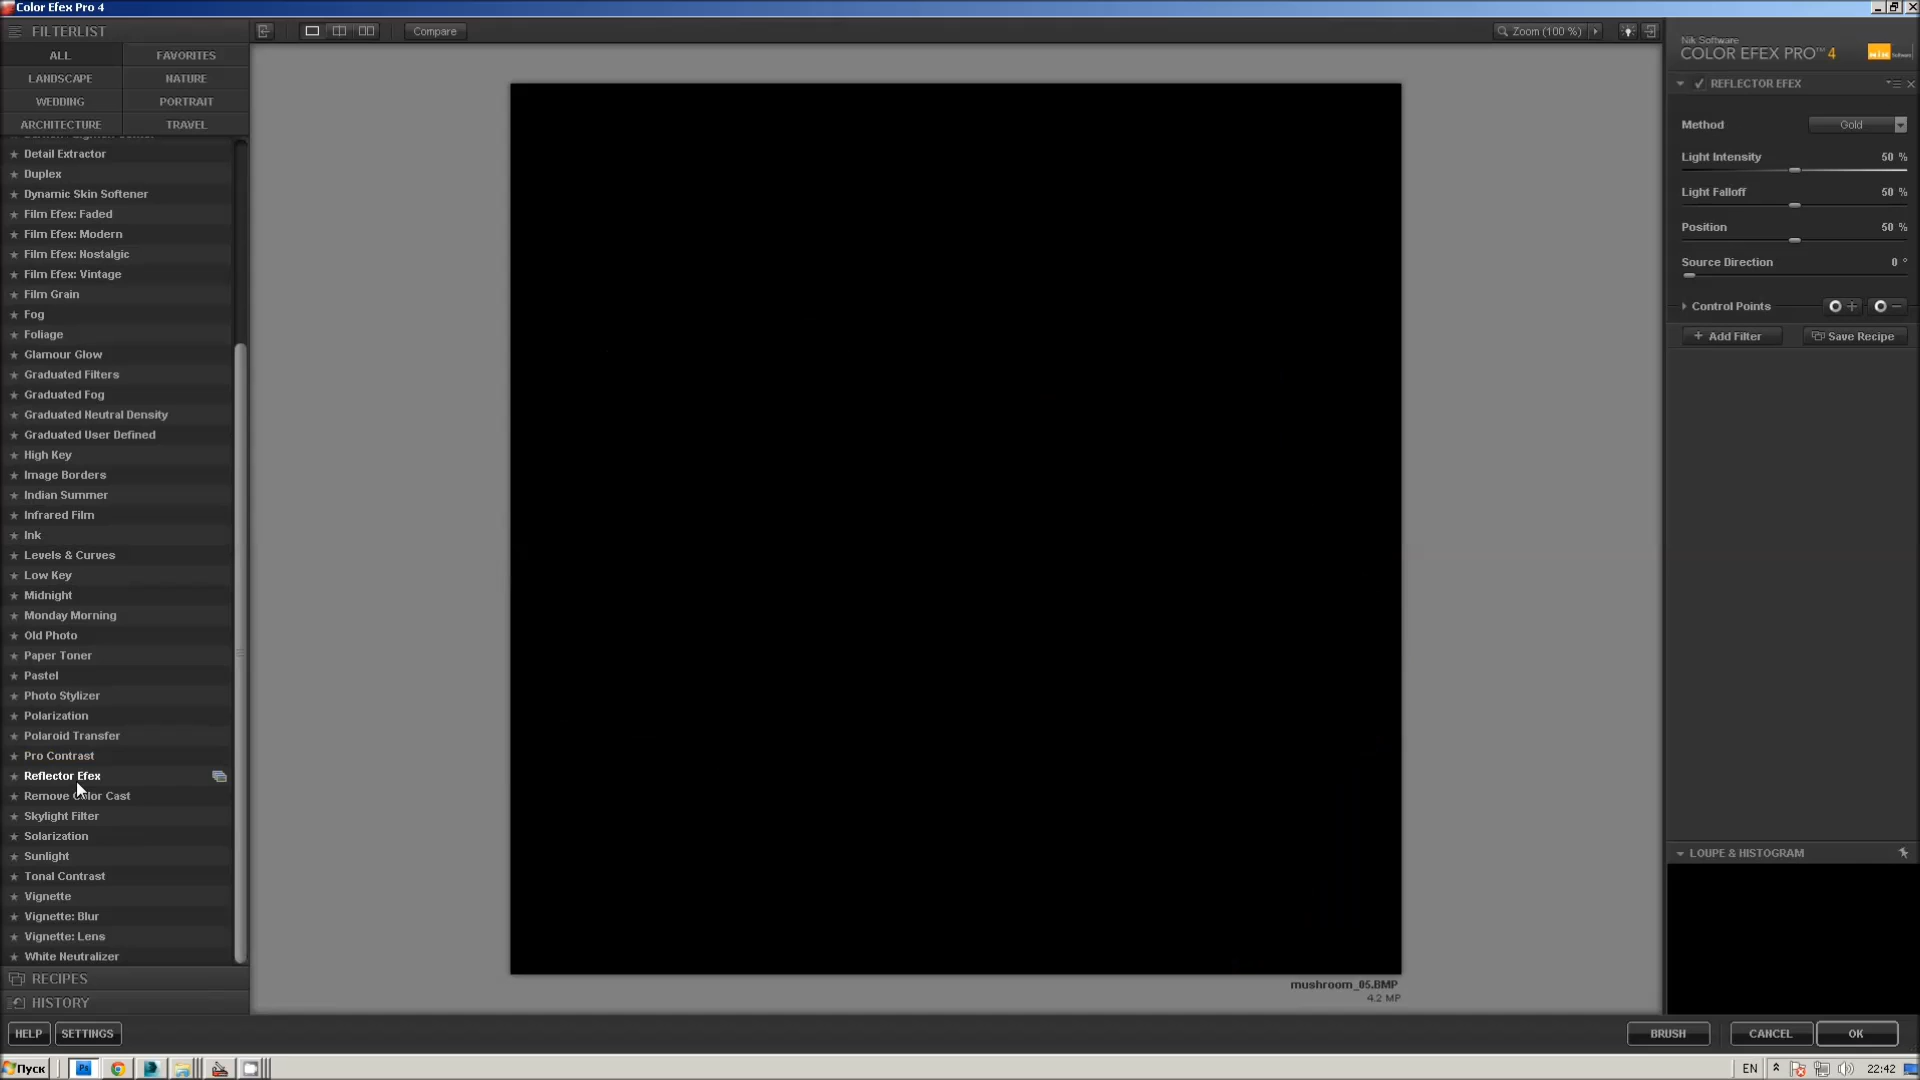 Color Efex Pro 4
FILTERLIST
Compare
Zoom (100 %)
ALL
FAVORITES
LANDSCAPE
NATURE
WEDDING
PORTRAIT
ARCHITECTURE
TRAVEL
Detail Extractor
Duplex
Dynamic Skin Softener
Film Efex: Faded
Film Efex: Modern
Film Efex: Nostalgic
Film Efex: Vintage
Film Grain
Fog
Foliage
Glamour Glow
Graduated Filters
Graduated Fog
Graduated Neutral Density
Graduated User Defined
High Key
Image Borders
Indian Summer
Infrared Film
Ink
Levels & Curves
Low Key
Midnight
Monday Morning
Old Photo
Paper Toner
Pastel
Photo Stylizer
Polarization
Polaroid Transfer
Pro Contrast
Reflector Efex
Remove Color Cast
Skylight Filter
Solarization
Sunlight
Tonal Contrast
Vignette
Vignette: Blur
Vignette: Lens
White Neutralizer
RECIPES
HISTORY
HELP
SETTINGS
mushroom_05.BMP
4.2 MP
Nik Software
COLOR EFEX PRO™ 4
REFLECTOR EFEX
Method
Gold
Light Intensity
50 %
Light Falloff
50 %
Position
50 %
Source Direction
0 °
Control Points
+ Add Filter
Save Recipe
LOUPE & HISTOGRAM
BRUSH
CANCEL
OK
Пуск
Ps
EN
22:42